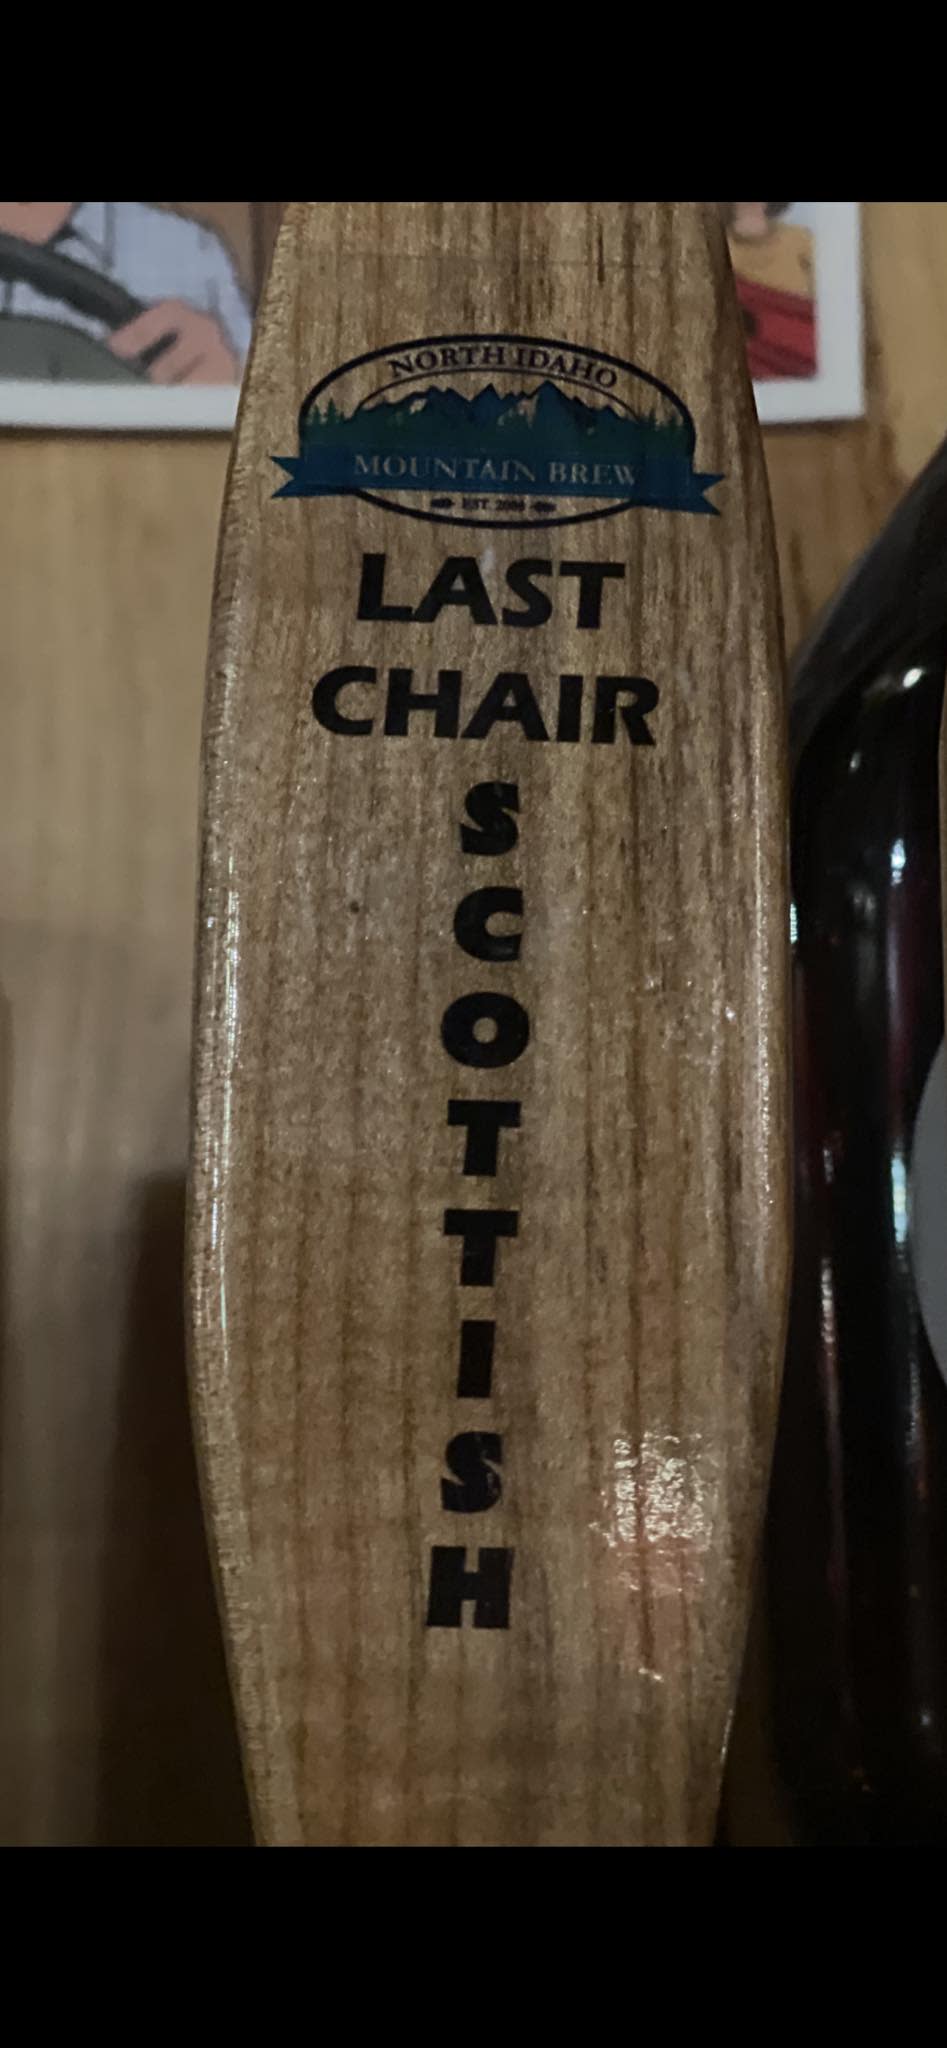 NORTH IDAHO
MOUNTAIN BREW
LAST
CHAIR
SCOTTISH